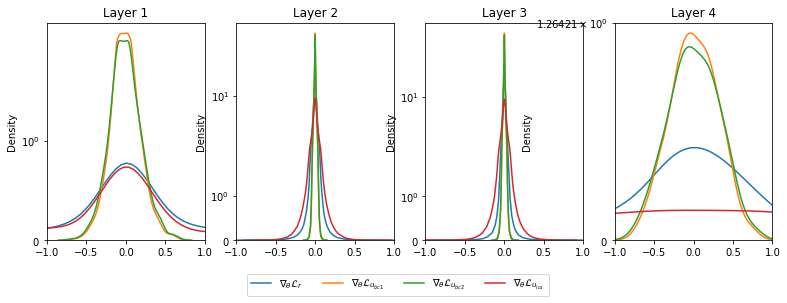 Layer 1 Layer 2 Layer 3 Layer 4
1.26421 × 10⁰
Density Density Density Density
10⁰ 10¹ 10¹
10⁰ 10⁰
0 0 0 0
−1.0 −0.5 0.0 0.5 1.0 −1.0 −0.5 0.0 0.5 1.0 −1.0 −0.5 0.0 0.5 1.0 −1.0 −0.5 0.0 0.5 1.0
∇θℒr ∇θℒu_bc1 ∇θℒu_bc2 ∇θℒu_ics